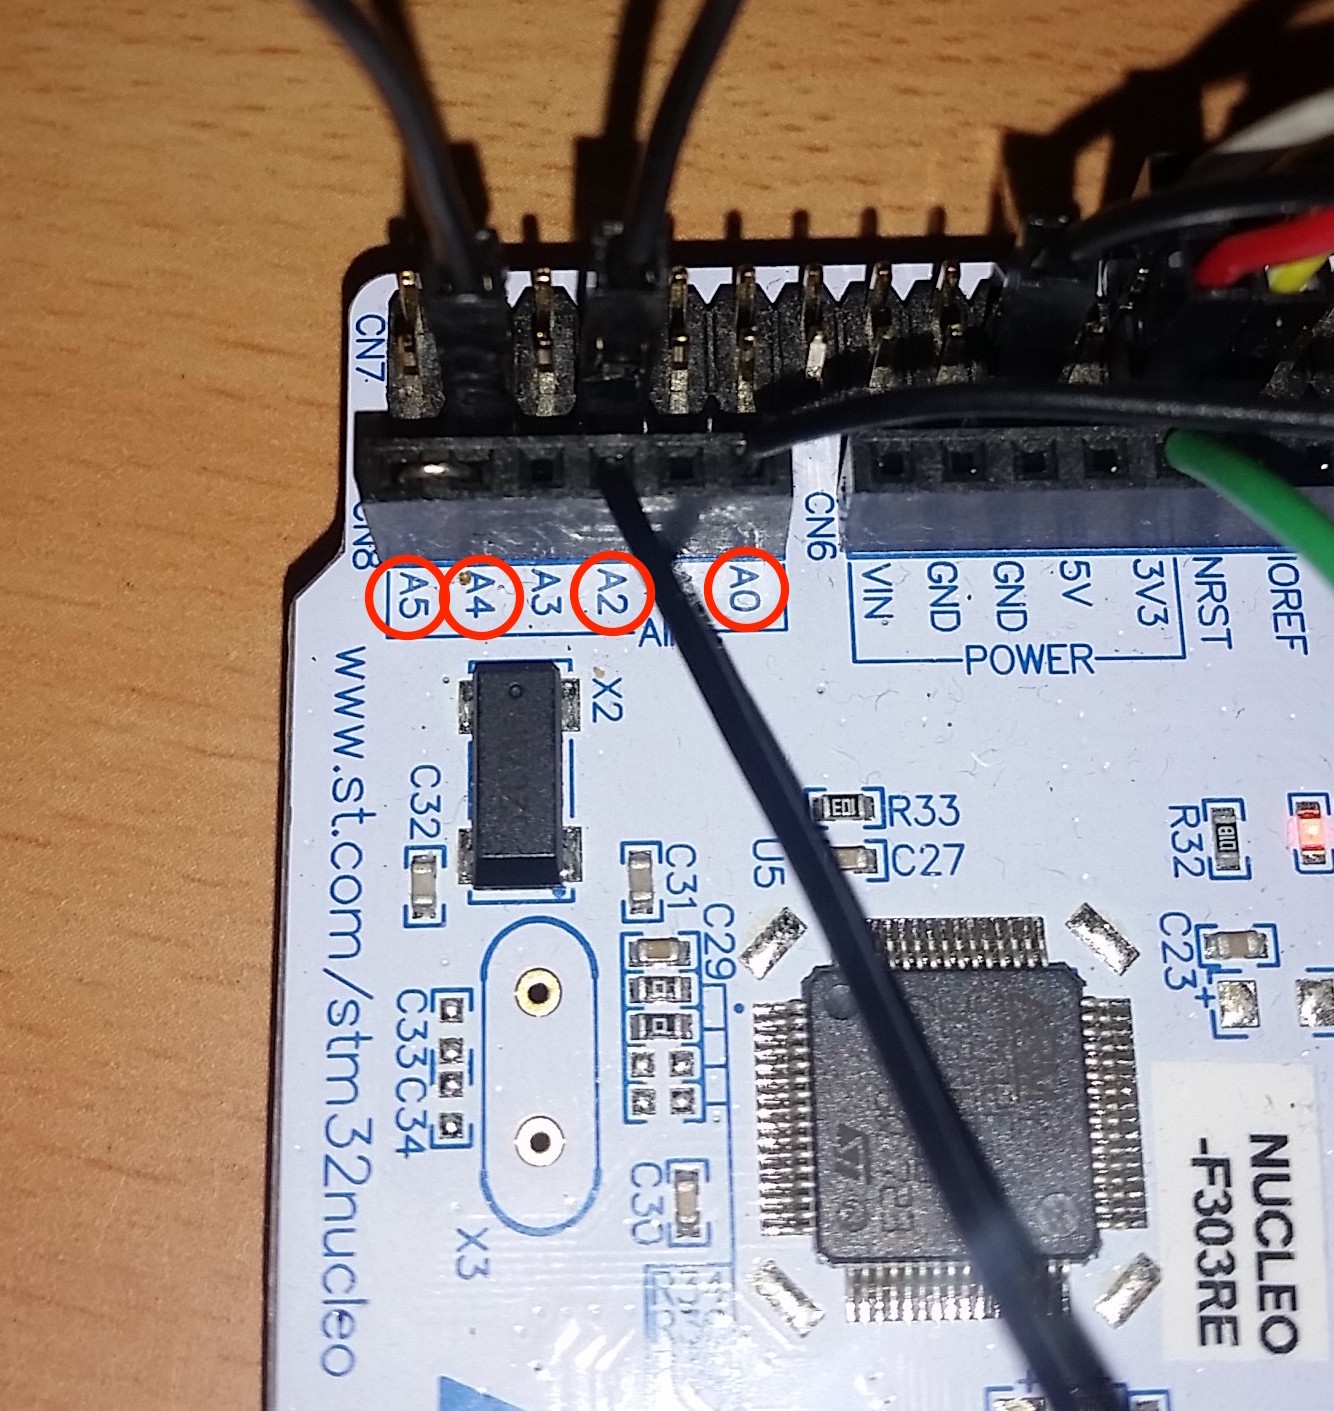 CN7
CN8
CN6
A5
A4
A3
A2
A0
VIN
GND
GND
5V
3V3
NRST
IOREF
POWER
www.st.com/stm32nucleo
X2
C32
C31
C29
U5
R33
C27
R32
C23
+
C33
C34
X3
C30
ST
NUCLEO
-F303RE